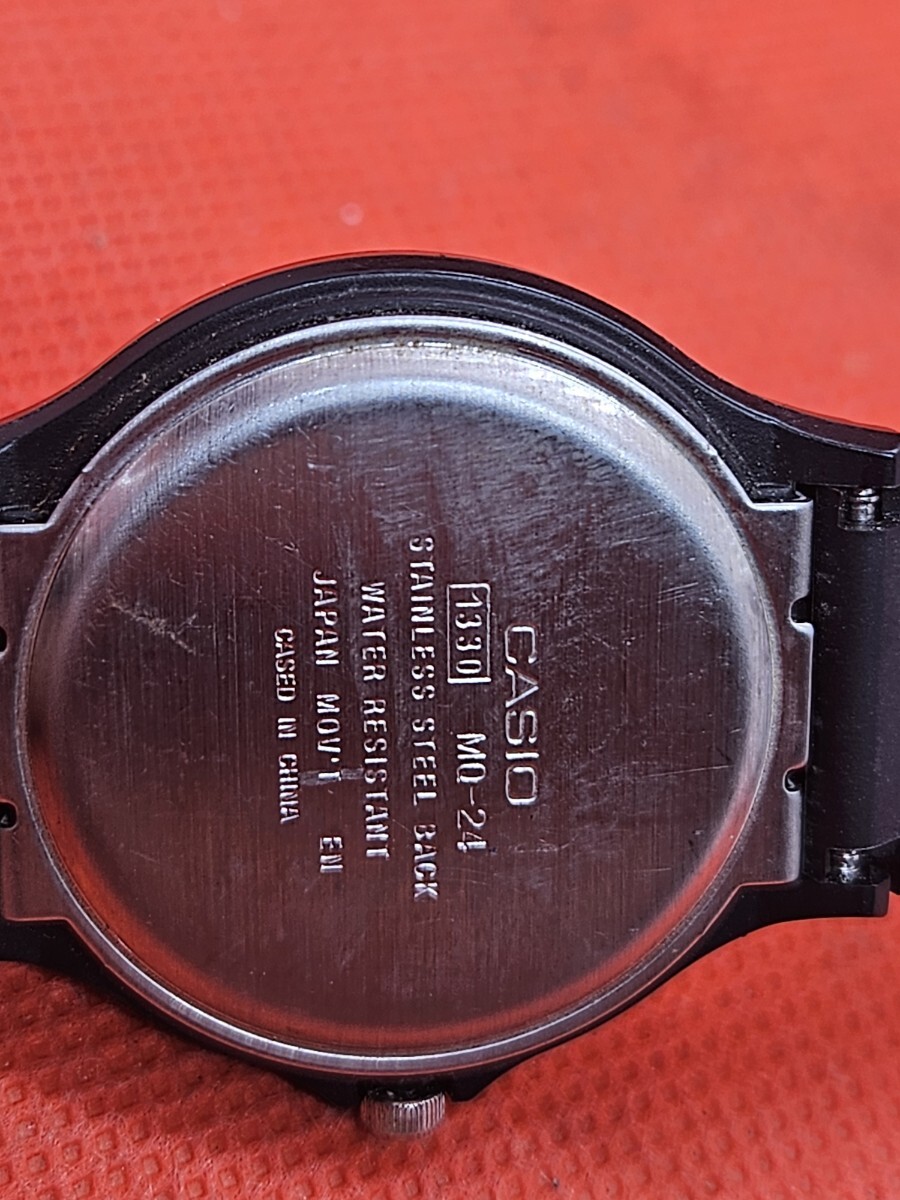 CASIO
1330 MQ-24
STAINLESS STEEL BACK
WATER RESISTANT
JAPAN MOV'T EN
CASED IN CHINA